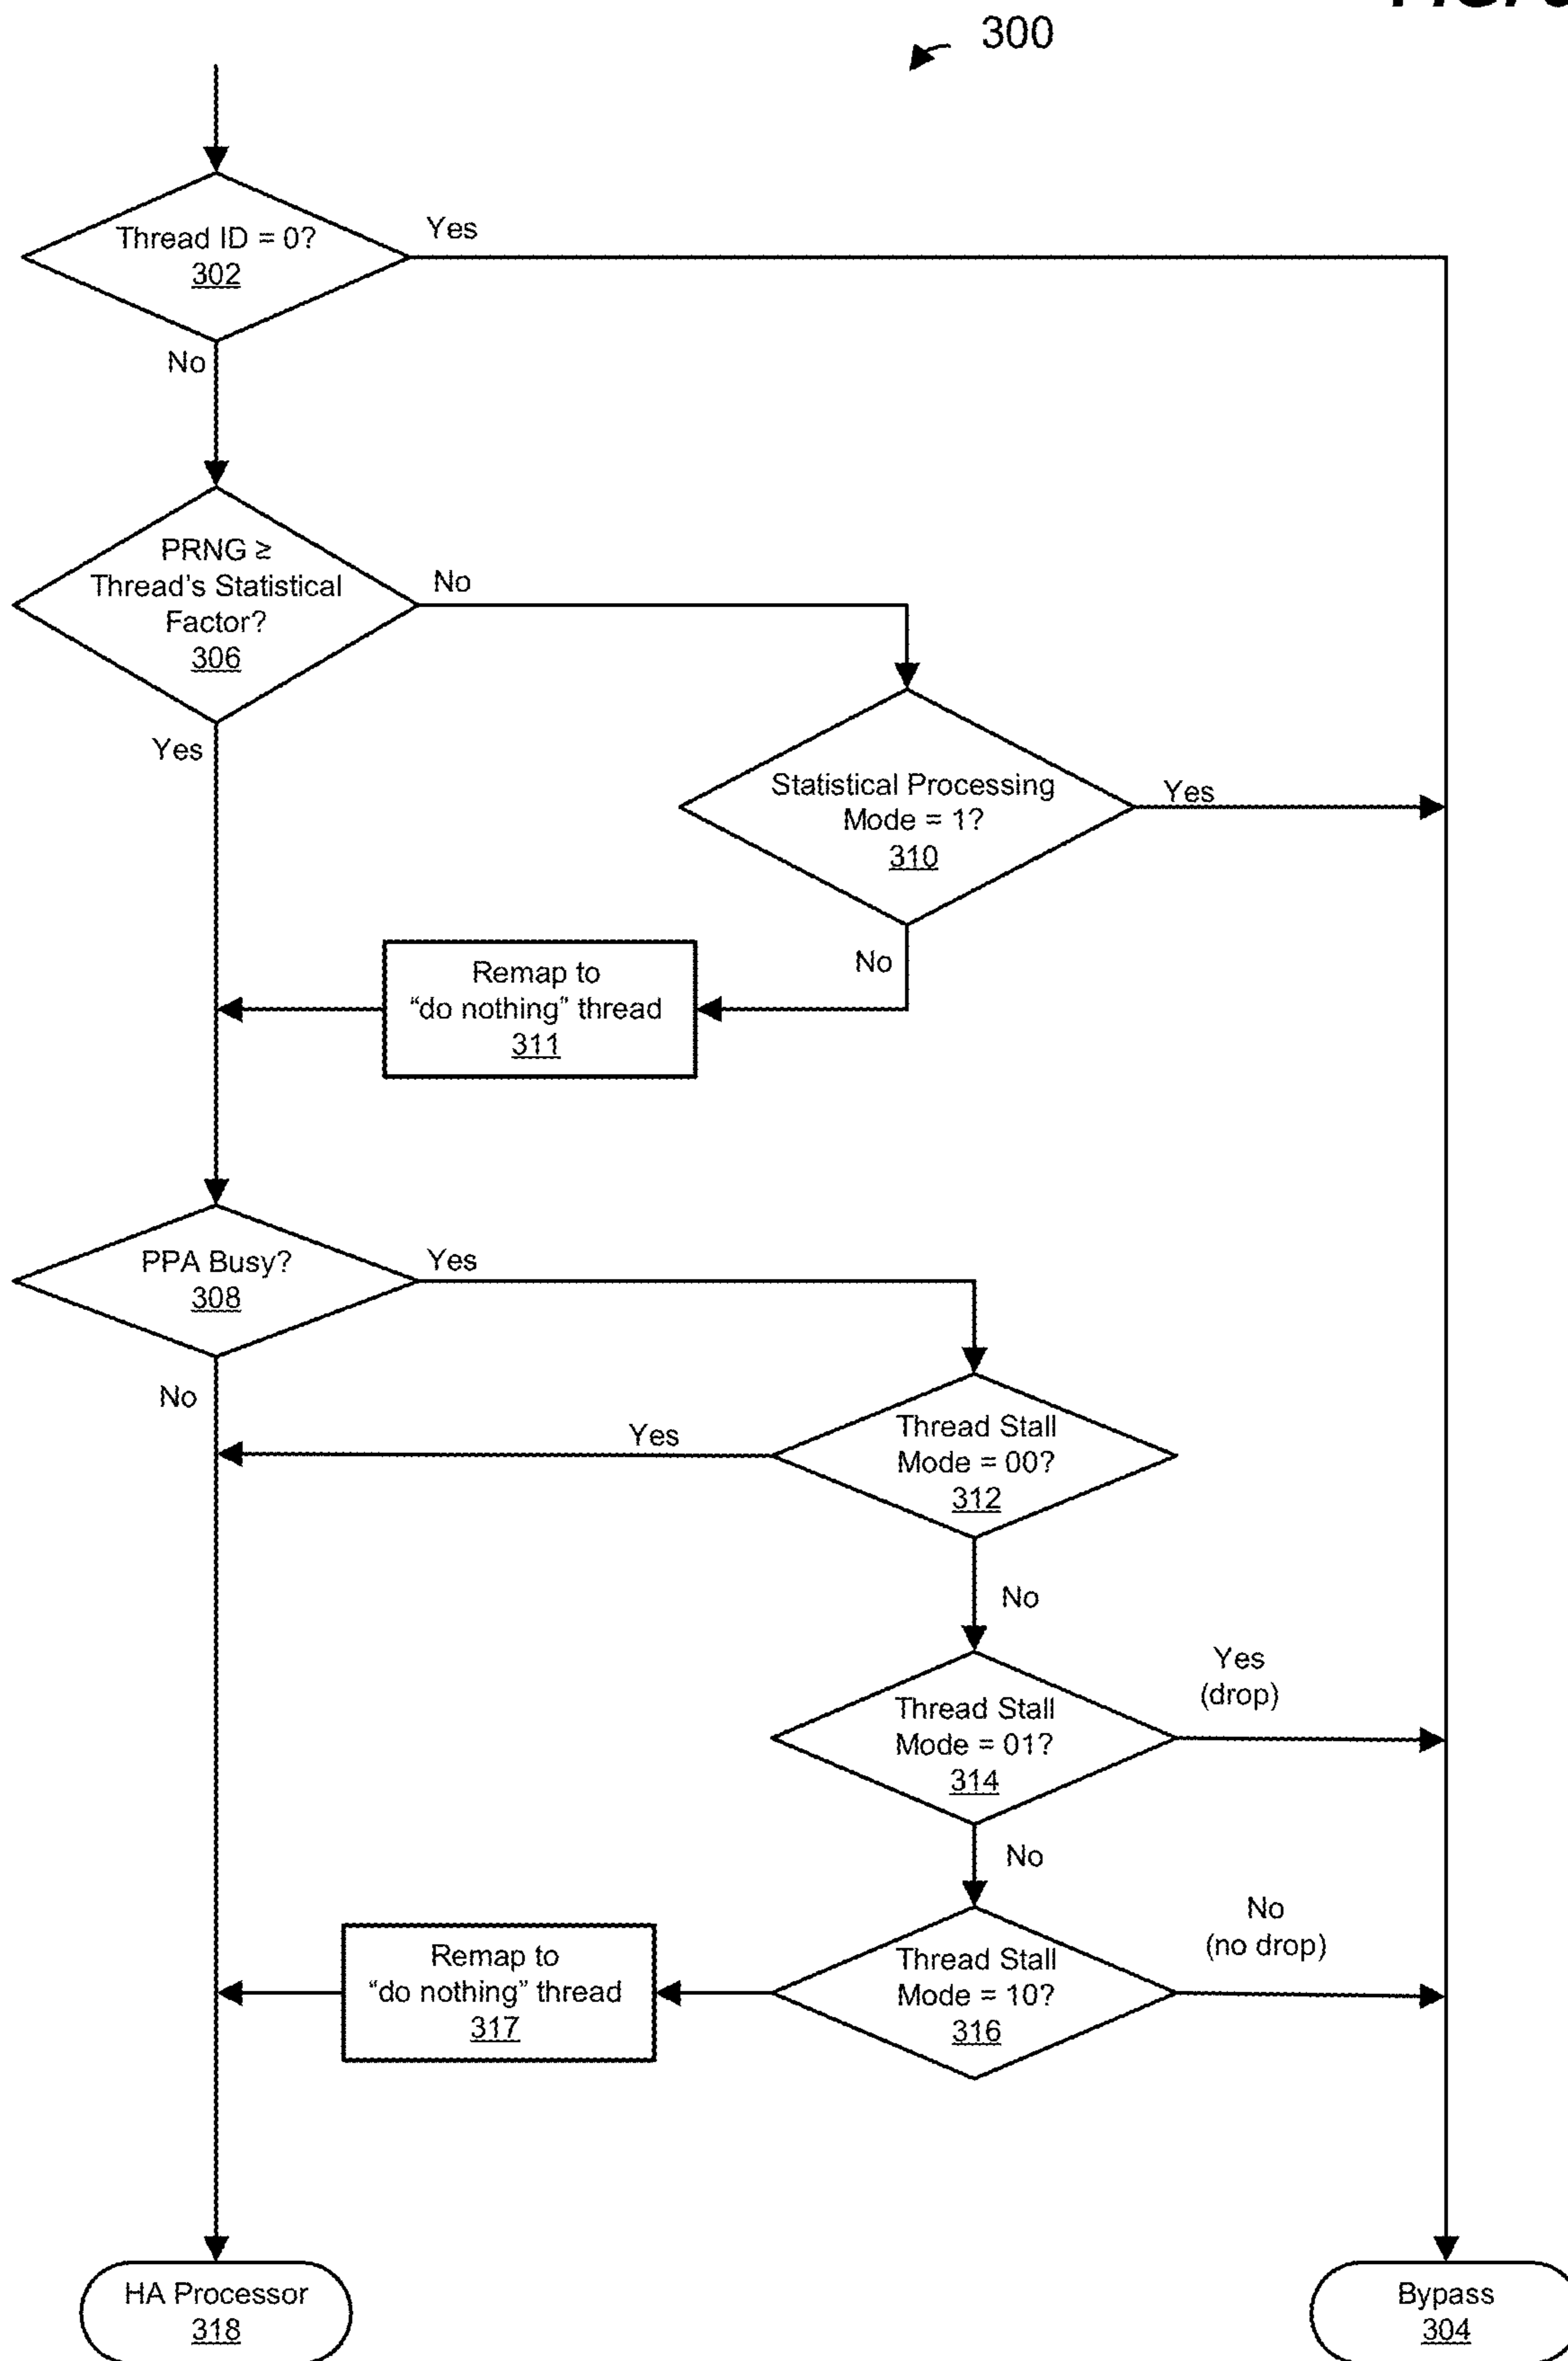 300
Thread ID = 0?
302
Yes
No
PRNG ≥
Thread's Statistical
Factor?
306
No
Yes
Statistical Processing
Mode = 1?
310
Yes
No
Remap to
“do nothing” thread
311
PPA Busy?
308
Yes
No
Thread Stall
Mode = 00?
312
Yes
No
Thread Stall
Mode = 01?
314
Yes
(drop)
No
Thread Stall
Mode = 10?
316
No
(no drop)
Remap to
“do nothing” thread
317
HA Processor
318
Bypass
304